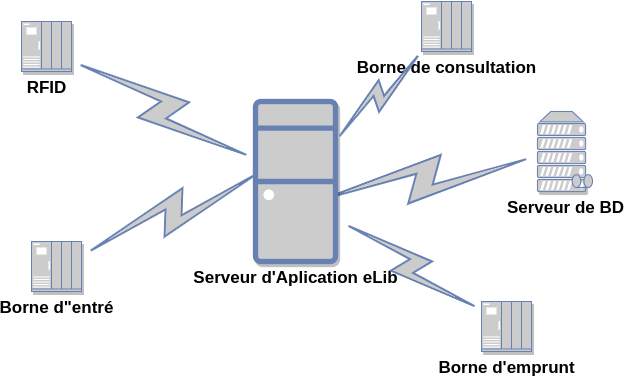 Borne de consultation
RFID
Serveur de BD
Serveur d'Aplication eLib
Borne d"entré
Borne d'emprunt